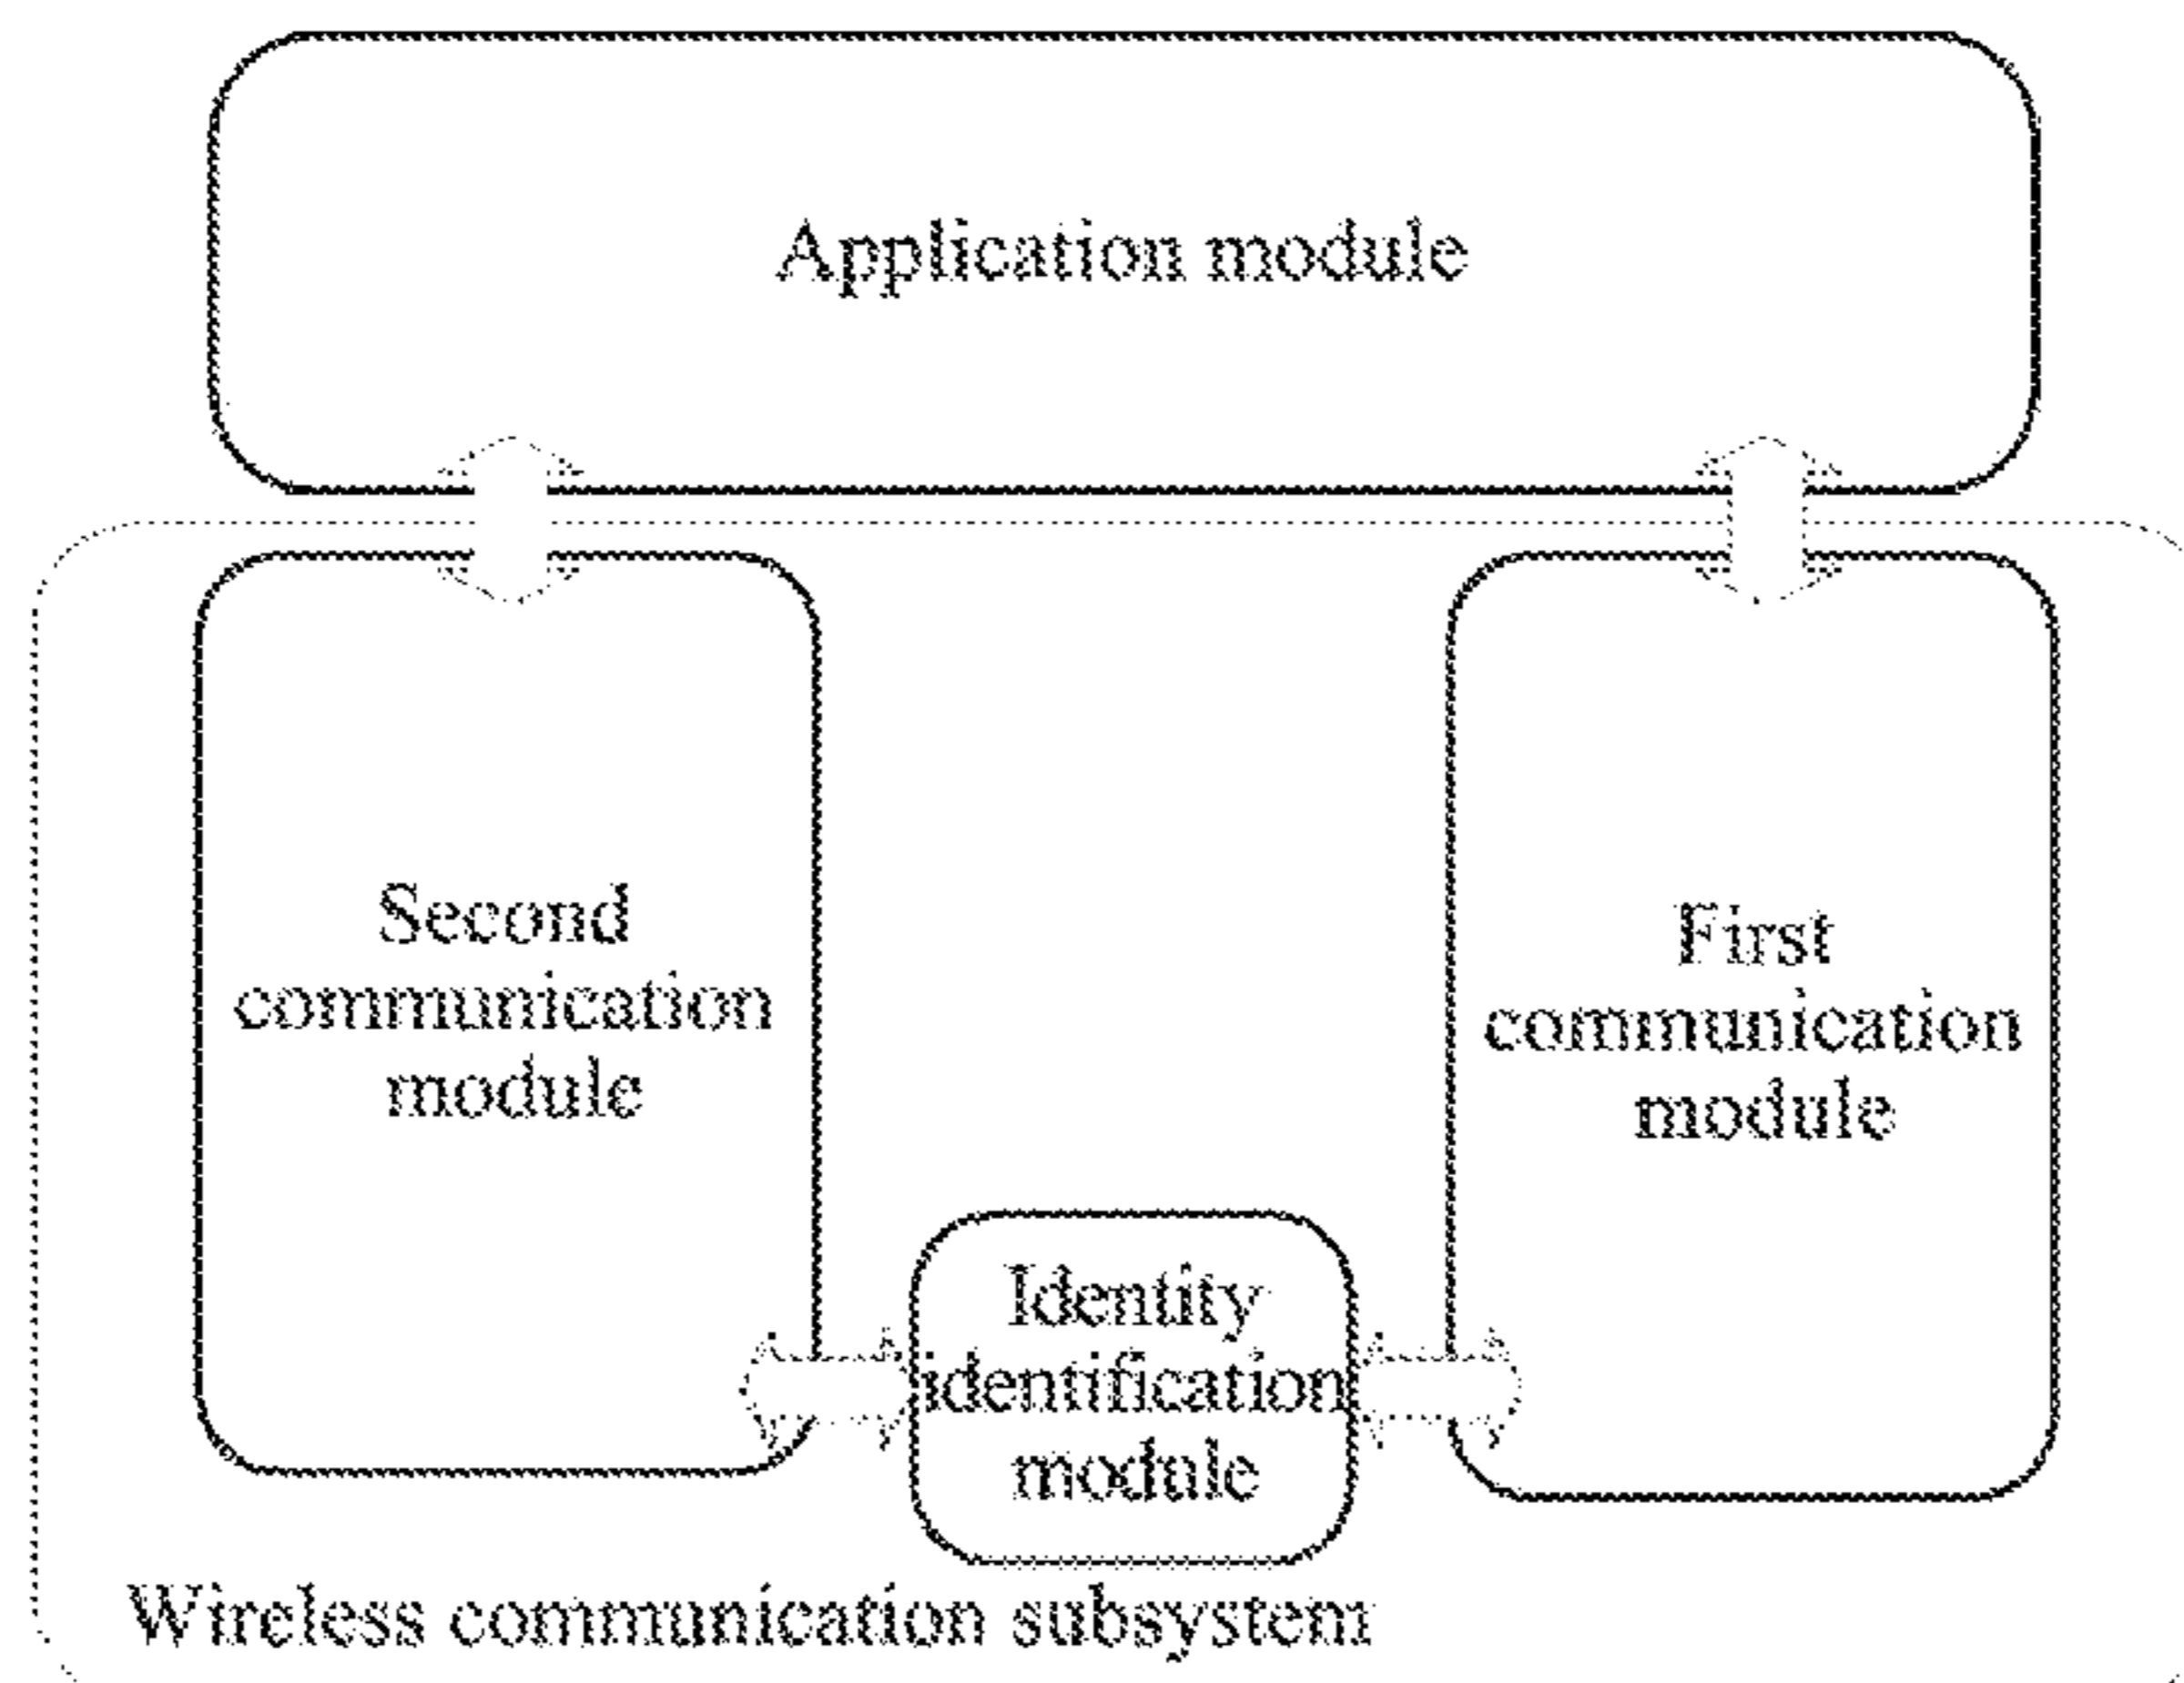 Application module
Second
communication
module
First
communication
module
Identity
identification
module
Wireless communication subsystem